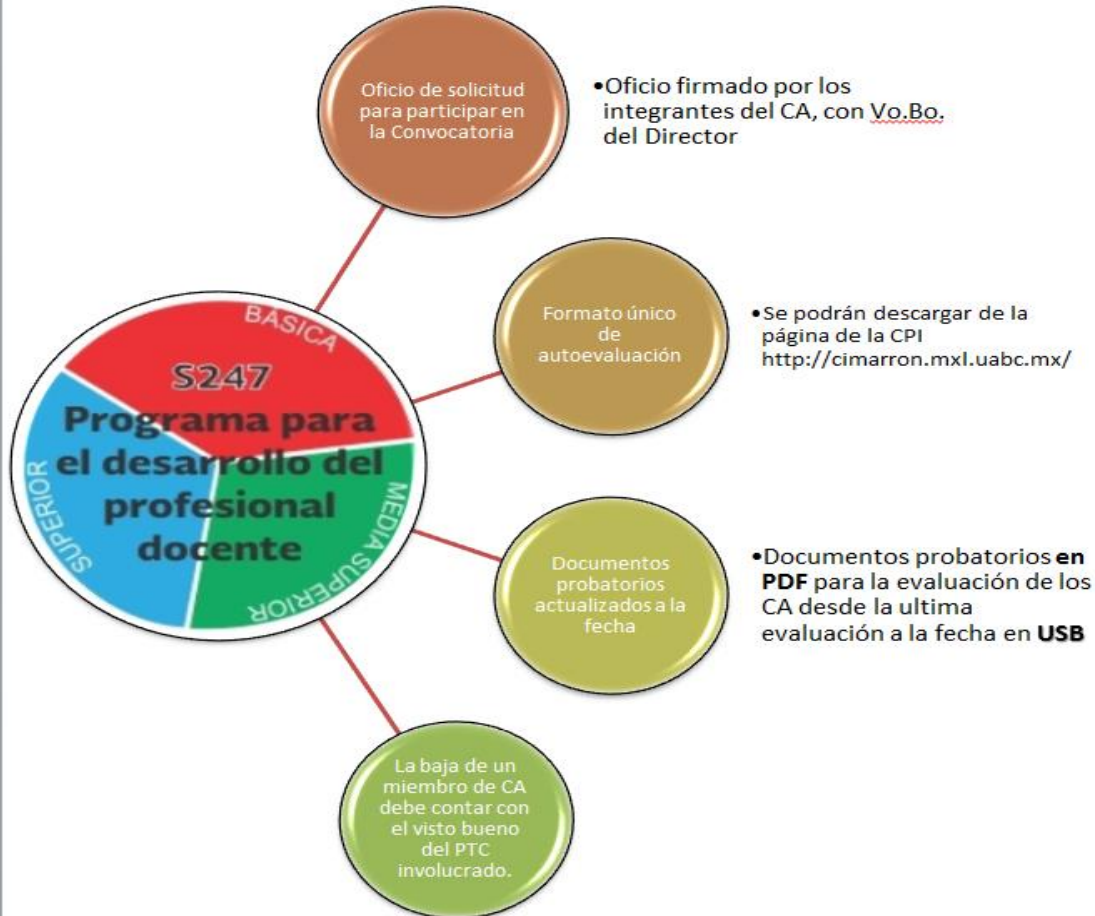 Oficio de solicitud
para participar en
la Convocatoria
•Oficio firmado por los
integrantes del CA, con Vo.Bo.
del Director
Formato único
de
autoevaluación
•Se podrán descargar de la
página de la CPI
http://cimarron.mxl.uabc.mx/
BÁSICA
S247
Programa para
el desarrollo del
profesional
docente
SUPERIOR
MEDIA SUPERIOR
Documentos
probatorios
actualizados a la
fecha
•Documentos probatorios en
PDF para la evaluación de los
CA desde la ultima
evaluación a la fecha en USB
La baja de un
miembro de CA
debe contar con
el visto bueno
del PTC
involucrado.